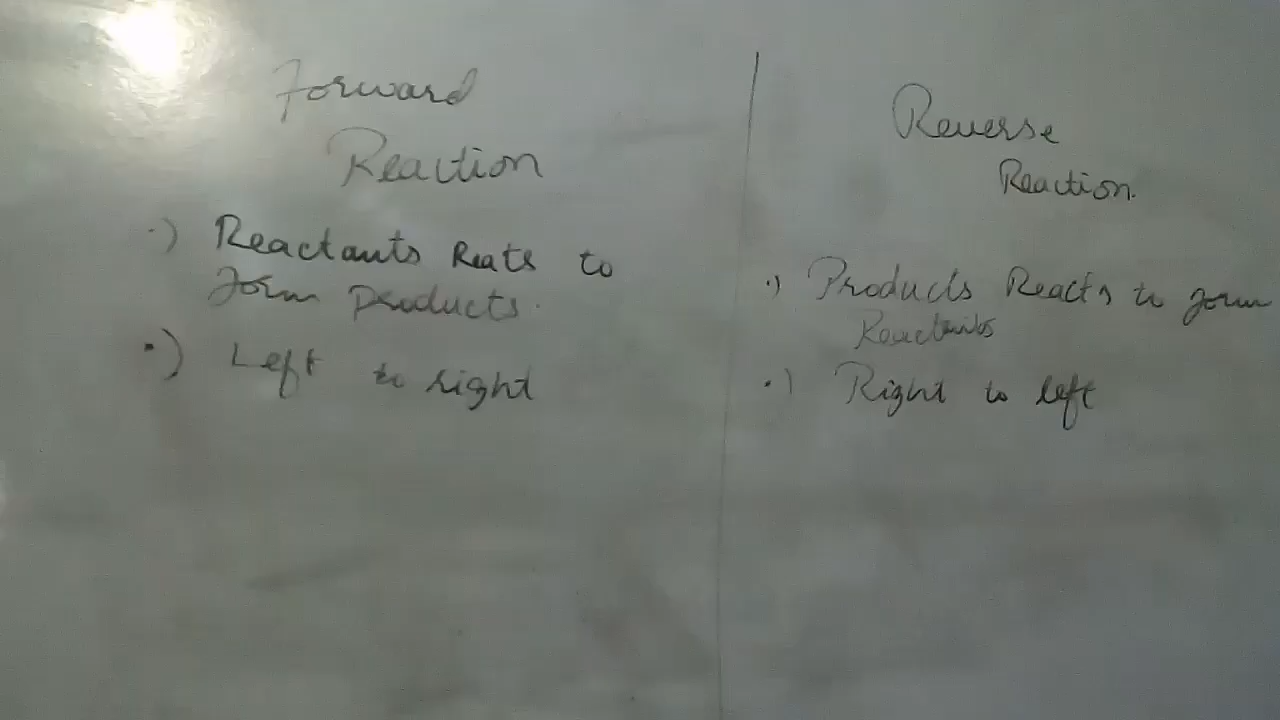 Forward
Reaction
·) Reactants Reats to
form Products.
·) Left to right
Reverse
Reaction.
·) Products Reacts to form
Reactants
·) Right to left